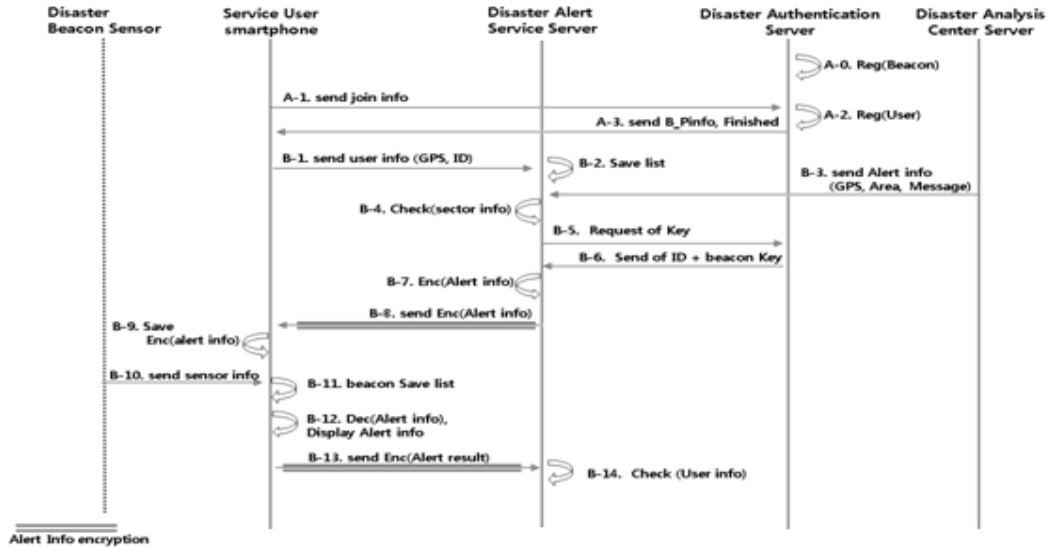 Disaster
Beacon Sensor
Service User
smartphone
Disaster Alert
Service Server
Disaster Authentication
Server
Disaster Analysis
Center Server
A-0. Reg(Beacon)
A-1. send join info
A-2. Reg(User)
A-3. send B_Pinfo, Finished
B-1. send user info (GPS, ID)
B-2. Save list
B-3. send Alert info
(GPS, Area, Message)
B-4. Check(sector info)
B-5. Request of Key
B-6. Send of ID + beacon Key
B-7. Enc(Alert info)
B-8. send Enc(Alert info)
B-9. Save
Enc(alert info)
B-10. send sensor info
B-11. beacon Save list
B-12. Dec(Alert info),
Display Alert info
B-13. send Enc(Alert result)
B-14. Check (User info)
Alert Info encryption